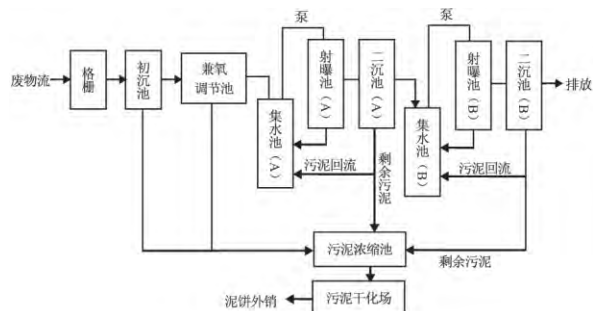 泵
泵
废物流
格栅
初沉池
兼氧
调节池
集水池(A)
射曝池(A)
二沉池(A)
集水池(B)
射曝池(B)
二沉池(B)
排放
污泥回流
剩余污泥
污泥回流
污泥浓缩池
剩余污泥
泥饼外销
污泥干化场